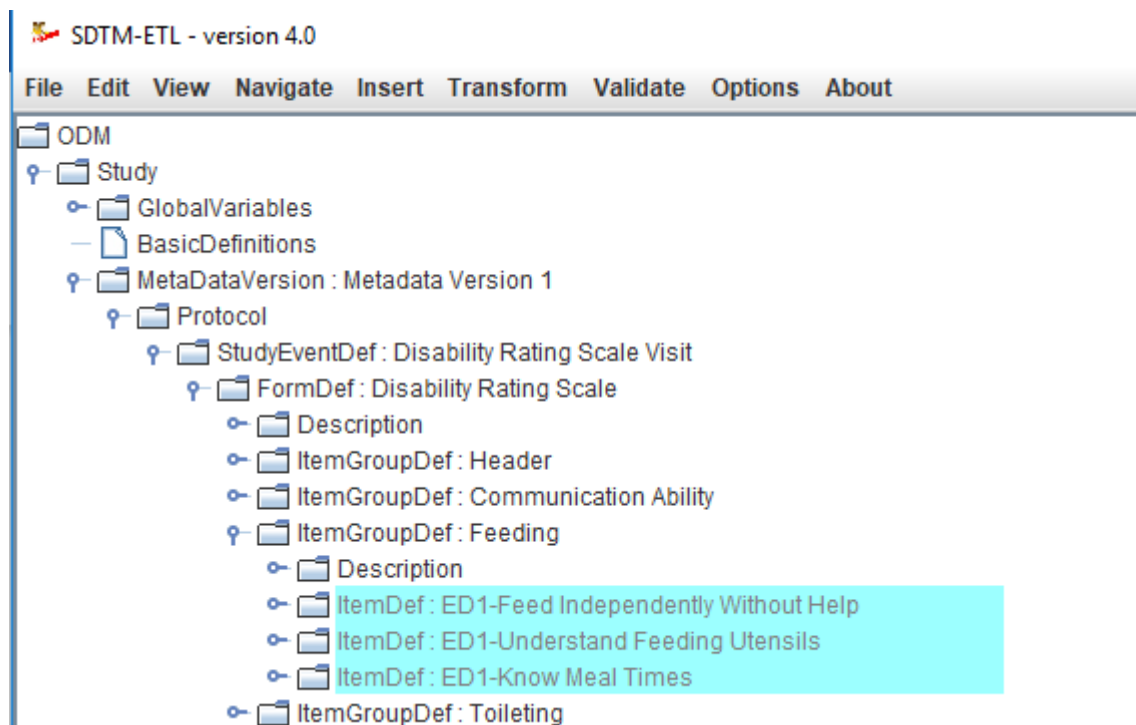 SDTM-ETL - version 4.0
File Edit View Navigate Insert Transform Validate Options About
ODM
Study
GlobalVariables
BasicDefinitions
MetaDataVersion : Metadata Version 1
Protocol
StudyEventDef : Disability Rating Scale Visit
FormDef : Disability Rating Scale
Description
ItemGroupDef : Header
ItemGroupDef : Communication Ability
ItemGroupDef : Feeding
Description
ItemDef : ED1-Feed Independently Without Help
ItemDef : ED1-Understand Feeding Utensils
ItemDef : ED1-Know Meal Times
ItemGroupDef : Toileting